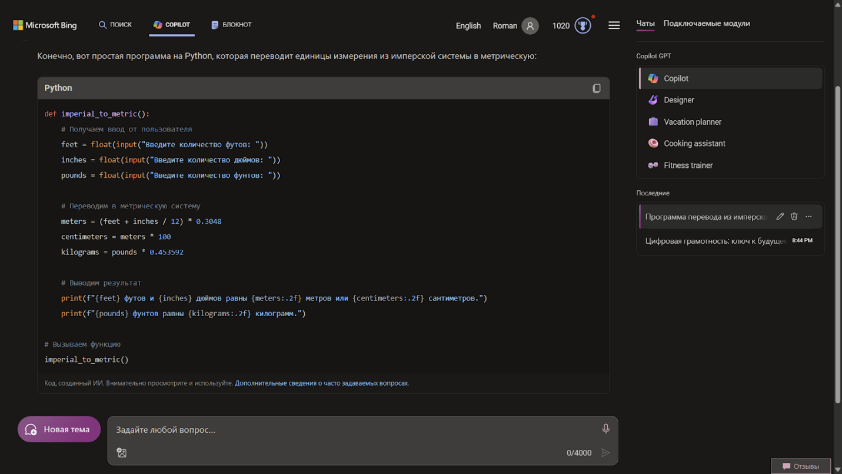 Microsoft Bing
ПОИСК
COPILOT
БЛОКНОТ
English
Roman
1020
Конечно, вот простая программа на Python, которая переводит единицы измерения из имперской системы в метрическую:
Python
def imperial_to_metric():
# Получаем ввод от пользователя
feet = float(input("Введите количество футов: "))
inches = float(input("Введите количество дюймов: "))
pounds = float(input("Введите количество фунтов: "))
# Переводим в метрическую систему
meters = (feet + inches / 12) * 0.3048
centimeters = meters * 100
kilograms = pounds * 0.453592
# Выводим результат
print(f"{feet} футов и {inches} дюймов равны {meters:.2f} метров или {centimeters:.2f} сантиметров.")
print(f"{pounds} фунтов равны {kilograms:.2f} килограмм.")
# Вызываем функцию
imperial_to_metric()
Код, созданный ИИ. Внимательно просмотрите и используйте. Дополнительные сведения о часто задаваемых вопросах.
Новая тема
Задайте любой вопрос...
0/4000
Чаты
Подключаемые модули
Copilot GPT
Copilot
Designer
Vacation planner
Cooking assistant
Fitness trainer
Последние
Программа перевода из имперск
Цифровая грамотность: ключ к будуще
8:44 PM
Отзывы